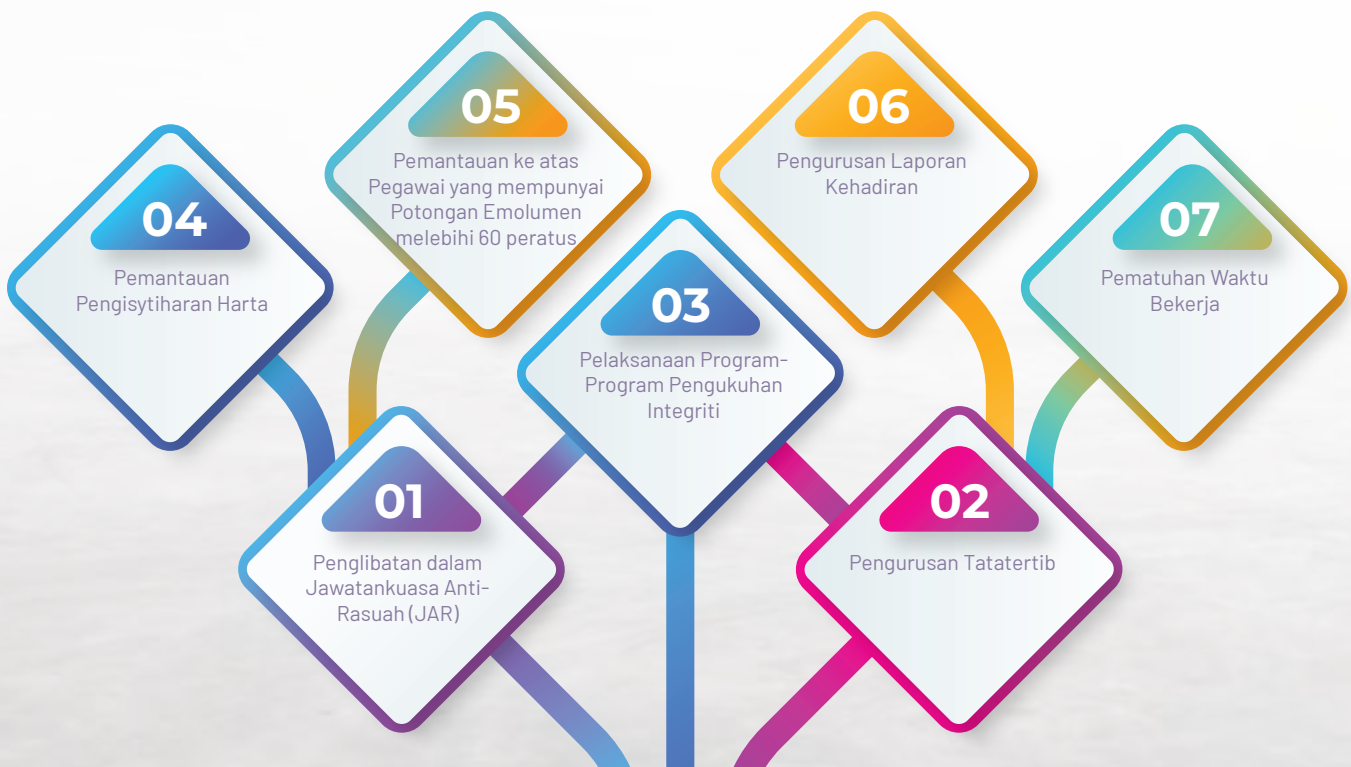 01
Penglibatan dalam
Jawatankuasa Anti-
Rasuah (JAR)
02
Pengurusan Tatatertib
03
Pelaksanaan Program-
Program Pengukuhan
Integriti
04
Pemantauan
Pengisytiharan Harta
05
Pemantauan ke atas
Pegawai yang mempunyai
Potongan Emolumen
melebihi 60 peratus
06
Pengurusan Laporan
Kehadiran
07
Pematuhan Waktu
Bekerja